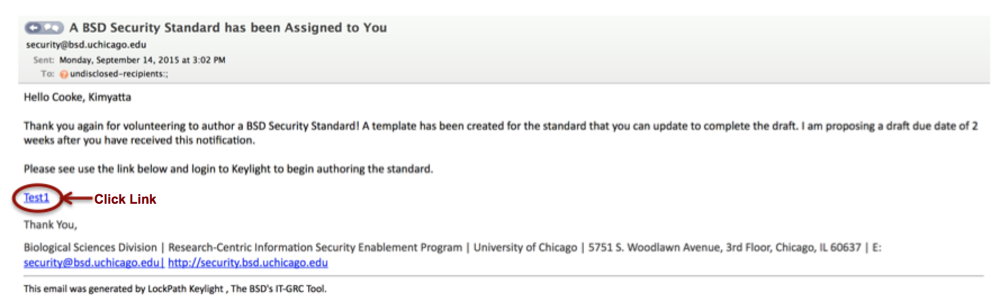 A BSD Security Standard has been Assigned to You
security@bsd.uchicago.edu
Sent: Monday, September 14, 2015 at 3:02 PM
To: undisclosed-recipients:;
Hello Cooke, Kimyatta
Thank you again for volunteering to author a BSD Security Standard! A template has been created for the standard that you can update to complete the draft. I am proposing a draft due date of 2
weeks after you have received this notification.
Please see use the link below and login to Keylight to begin authoring the standard.
Test1 Click Link
Thank You,
Biological Sciences Division | Research-Centric Information Security Enablement Program | University of Chicago | 5751 S. Woodlawn Avenue, 3rd Floor, Chicago, IL 60637 | E:
security@bsd.uchicago.edu| http://security.bsd.uchicago.edu
This email was generated by LockPath Keylight , The BSD's IT-GRC Tool.